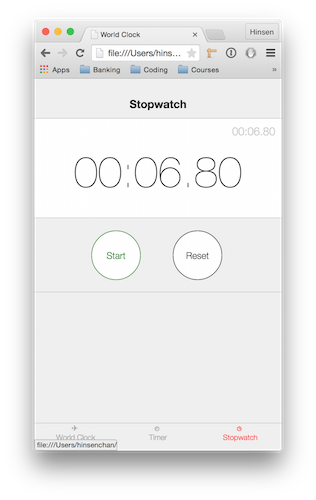 World Clock
Hinsen
file:///Users/hins...
Apps Banking Coding Courses »
Stopwatch
00:06.80
00:06.80
Start Reset
World Clock Timer Stopwatch
file:///Users/hinsenchan/